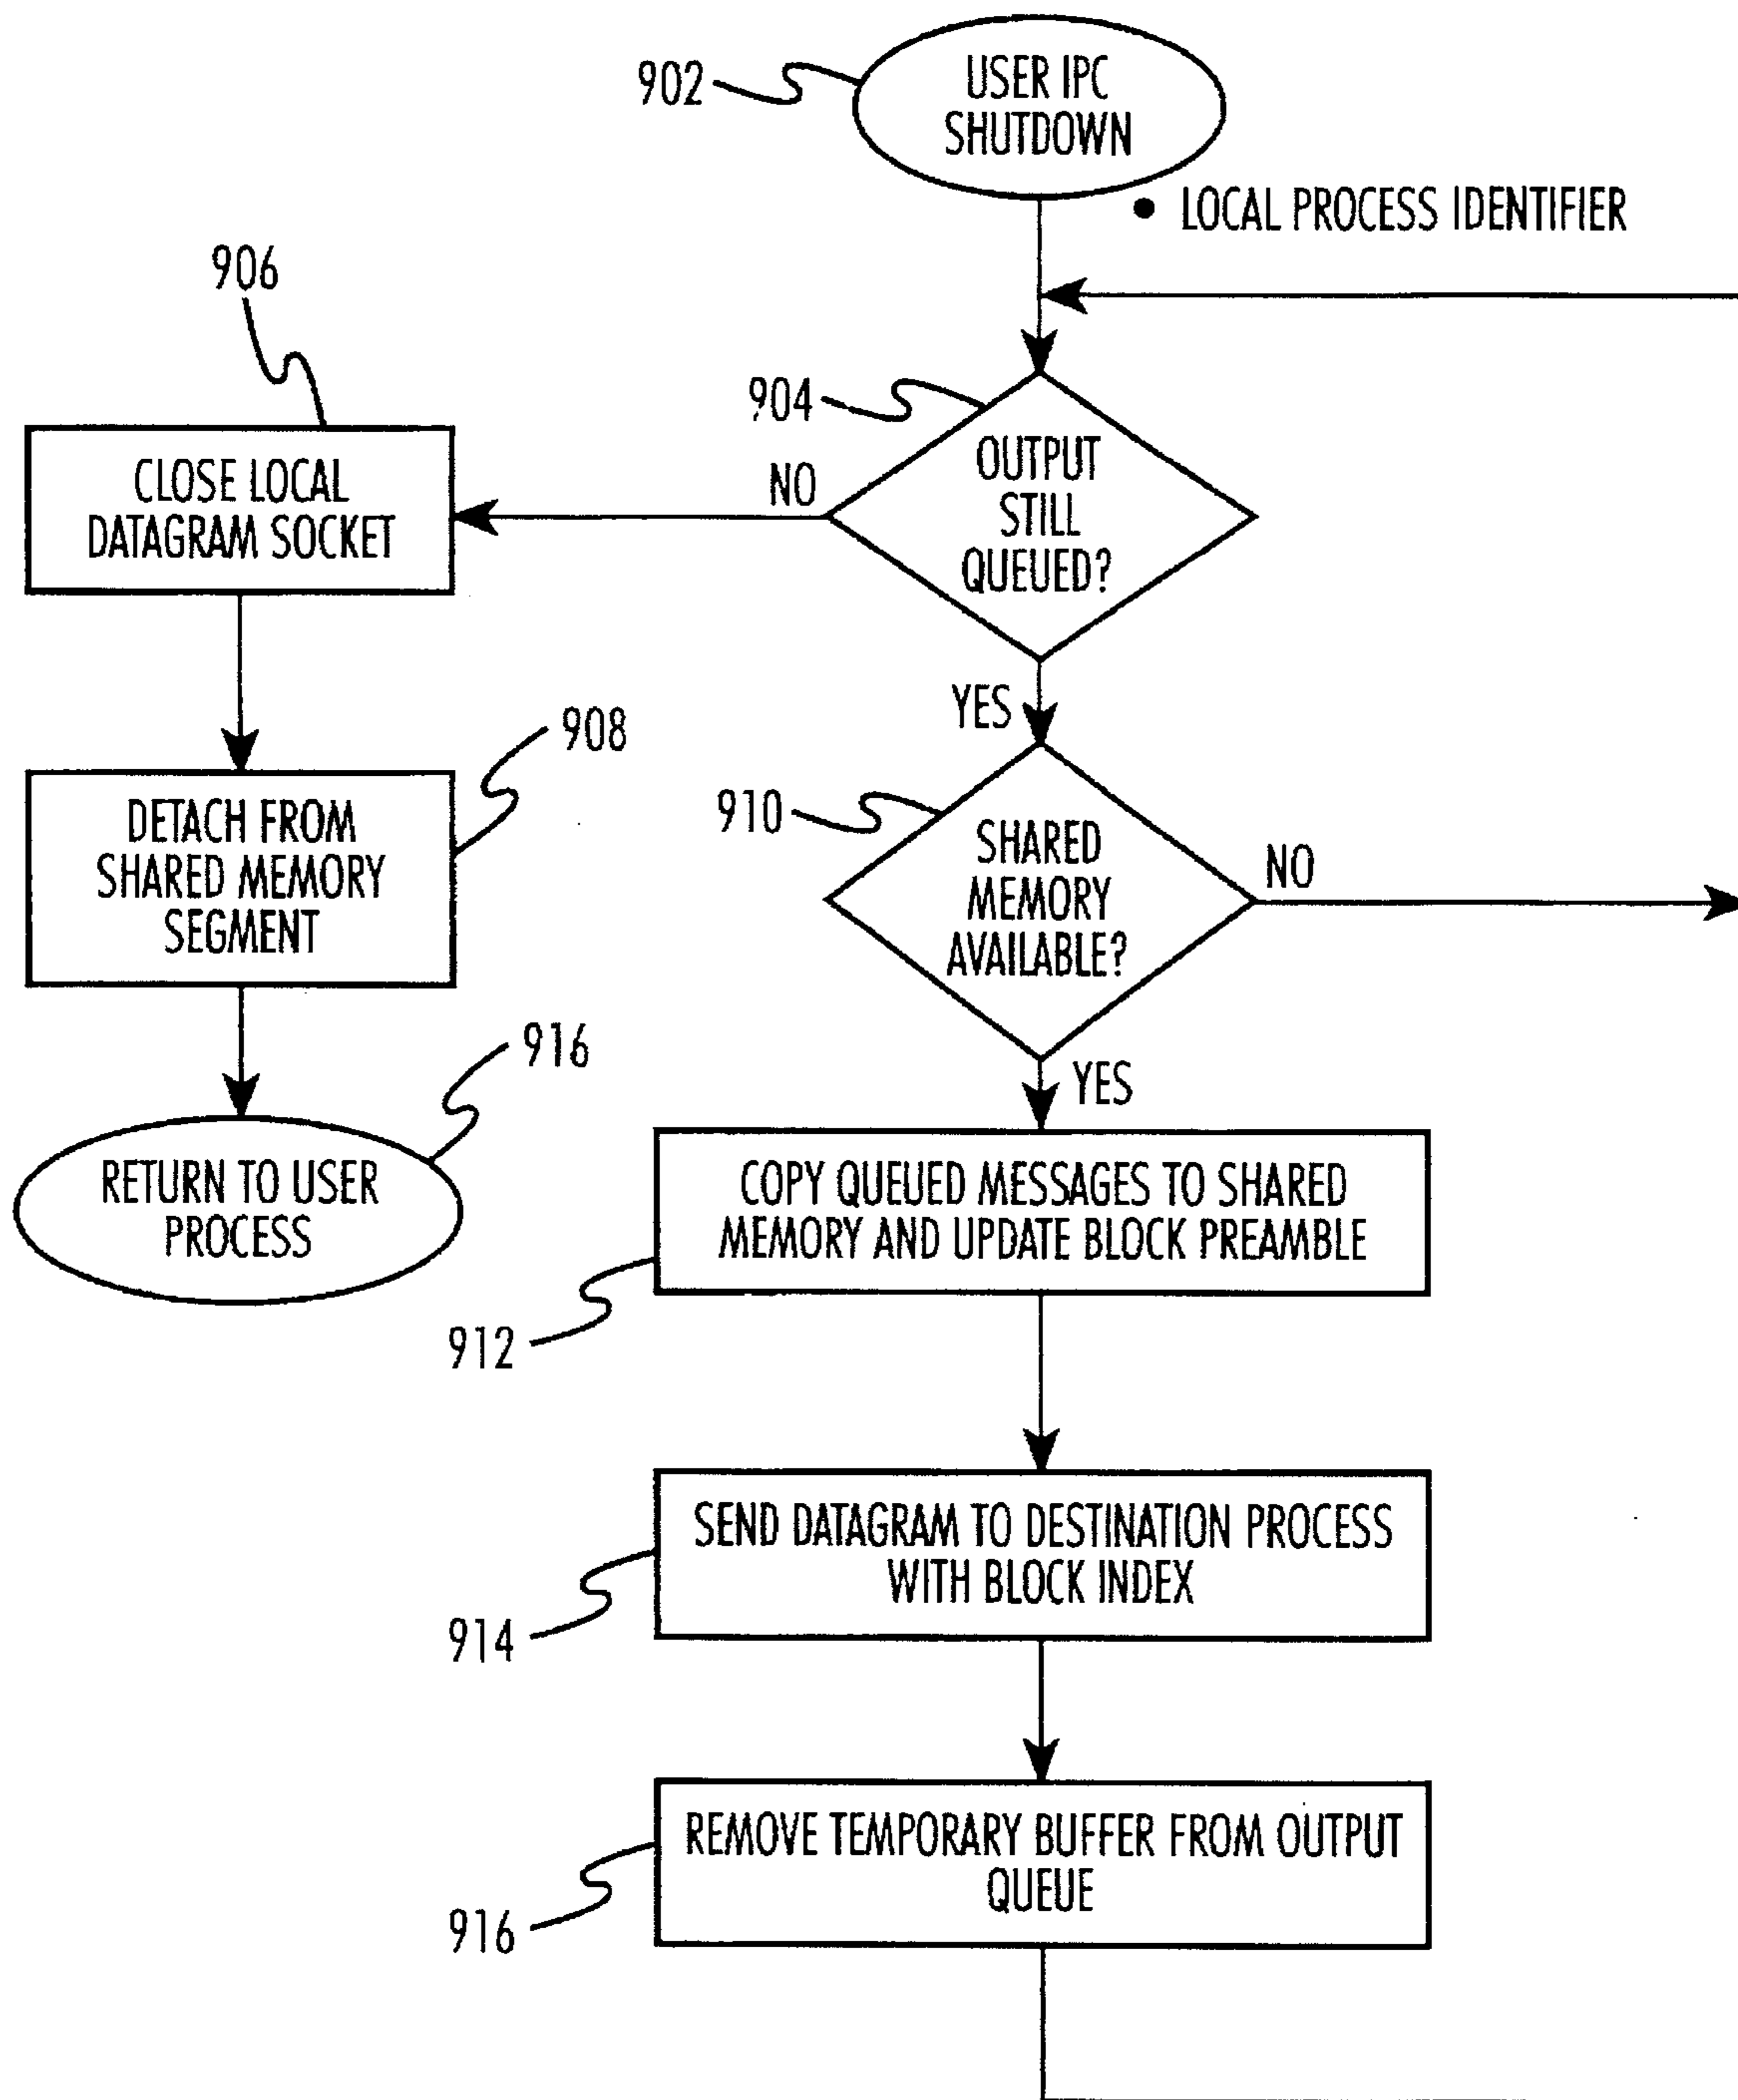 902
USER IPC
SHUTDOWN
• LOCAL PROCESS IDENTIFIER
906
904
CLOSE LOCAL
DATAGRAM SOCKET
NO
OUTPUT
STILL
QUEUED?
YES
908
DETACH FROM
SHARED MEMORY
SEGMENT
910
SHARED
MEMORY
AVAILABLE?
NO
YES
916
RETURN TO USER
PROCESS
COPY QUEUED MESSAGES TO SHARED
MEMORY AND UPDATE BLOCK PREAMBLE
912
SEND DATAGRAM TO DESTINATION PROCESS
WITH BLOCK INDEX
914
REMOVE TEMPORARY BUFFER FROM OUTPUT
QUEUE
916